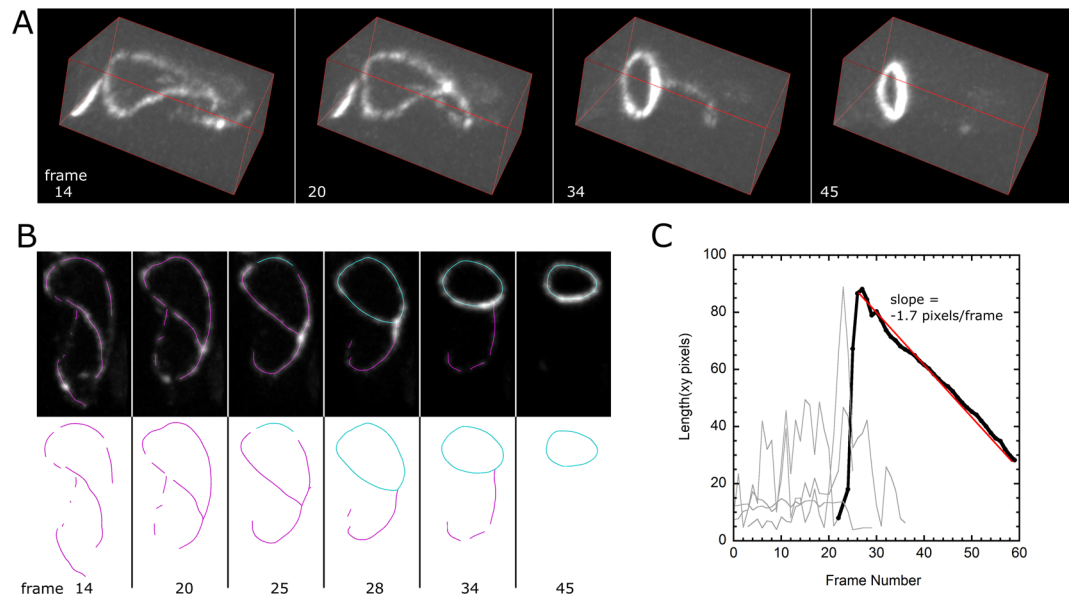 A
frame
14
20
34
45
B
frame 14 20 25 28 34 45
C
100
80
60
40
20
0
0 10 20 30 40 50 60
Length(xy pixels)
Frame Number
slope =
-1.7 pixels/frame